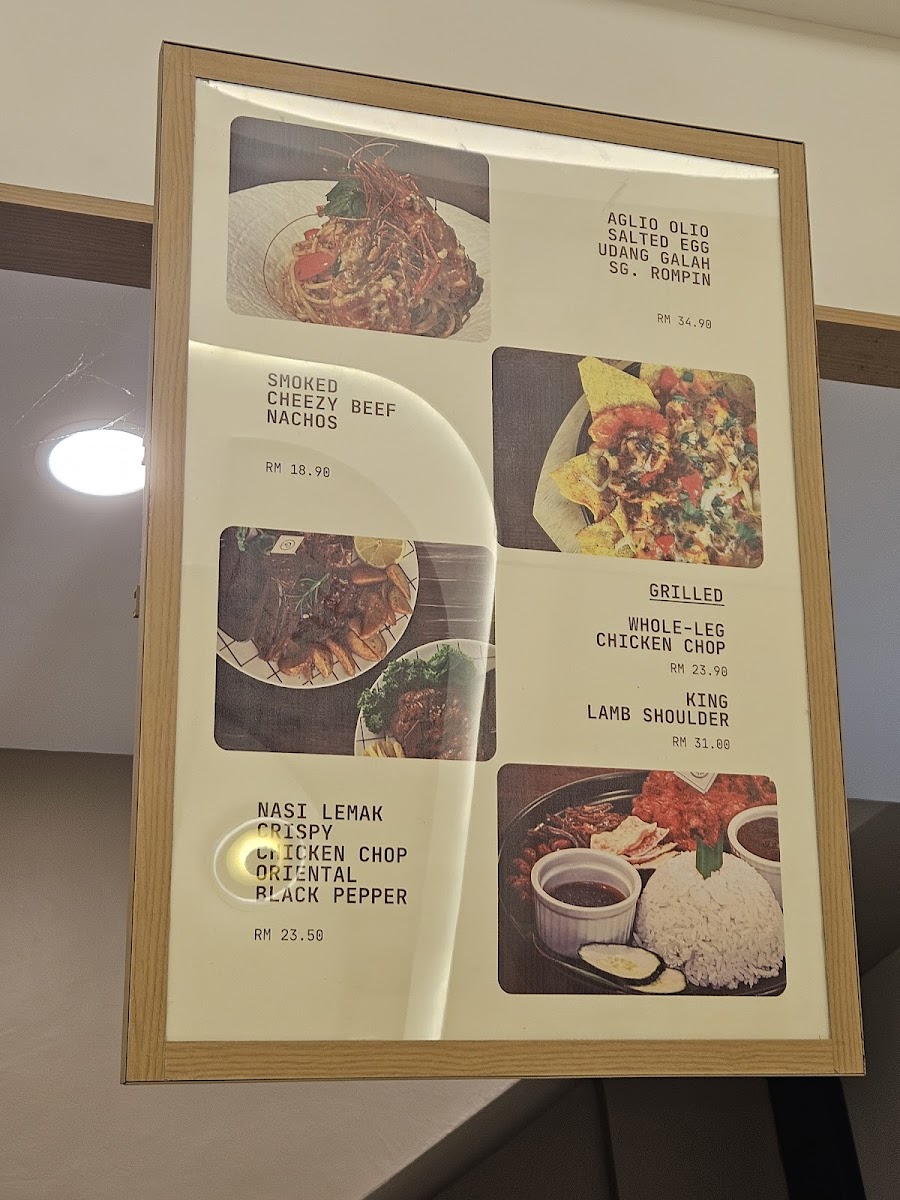 AGLIO OLIO
SALTED EGG
UDANG GALAH
SG. ROMPIN
RM 34.90
SMOKED
CHEEZY BEEF
NACHOS
RM 18.90
GRILLED
WHOLE-LEG
CHICKEN CHOP
RM 23.90
KING
LAMB SHOULDER
RM 31.00
NASI LEMAK
CRISPY
CHICKEN CHOP
ORIENTAL
BLACK PEPPER
RM 23.50